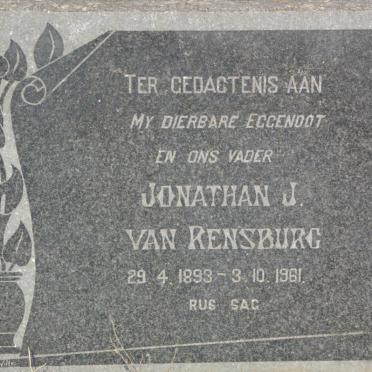 TER GEDAGTENIS AAN
MY DIERBARE EGGENOOT
EN ONS VADER
JONATHAN J.
VAN RENSBURG
29. 4. 1893 - 3. 10. 1961.
RUS SAG